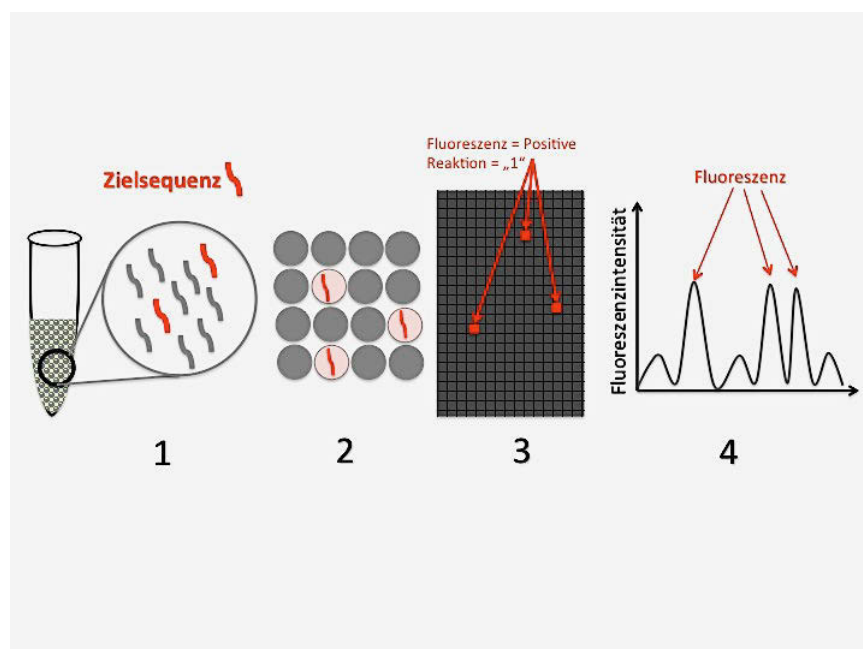 Zielsequenz
Fluoreszenz = Positive
Reaktion = „1“
Fluoreszenz
Fluoreszenzintensität
1
2
3
4